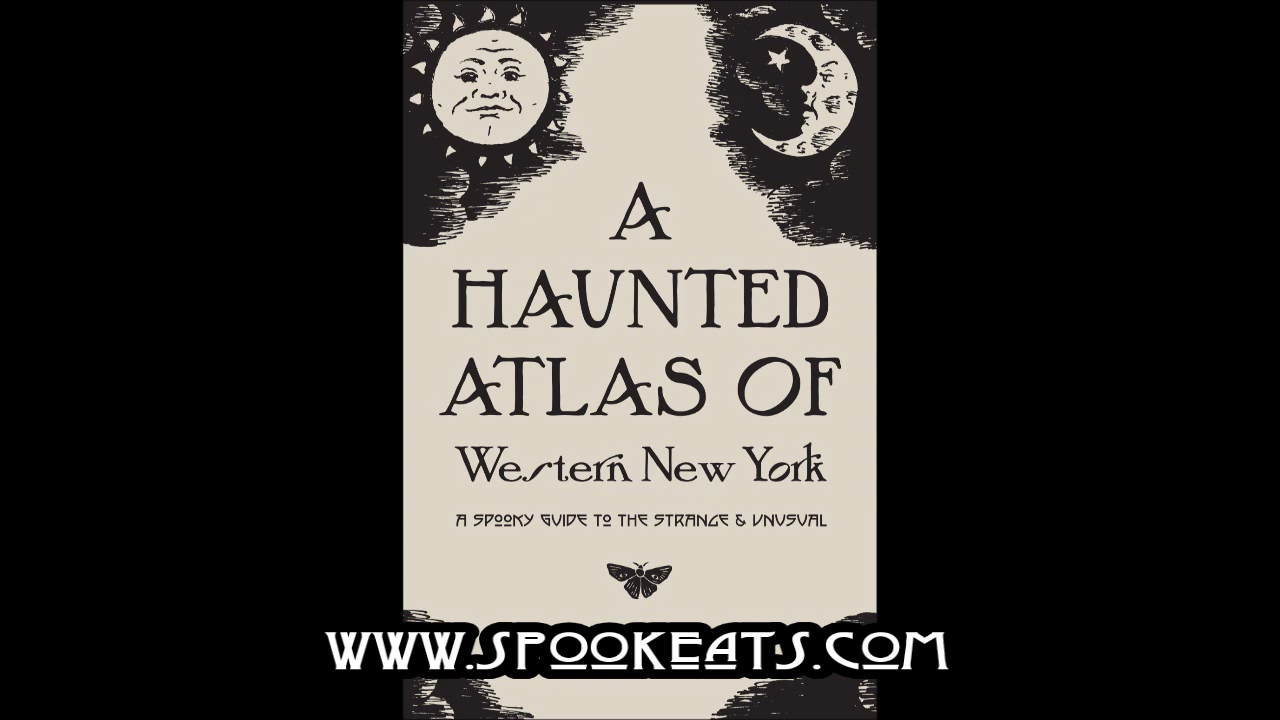 A
HAUNTED
ATLAS OF
Western New York
A SPOOKY GUIDE TO THE STRANGE & UNUSUAL
WWW.SPOOKEATS.COM